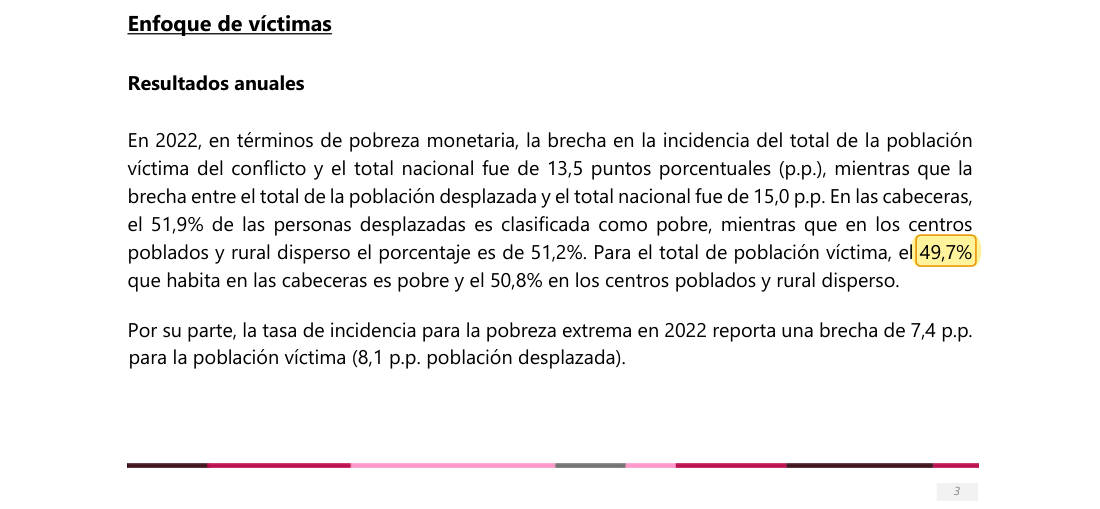 Enfoque de víctimas
Resultados anuales
En 2022, en términos de pobreza monetaria, la brecha en la incidencia del total de la población
víctima del conflicto y el total nacional fue de 13,5 puntos porcentuales (p.p.), mientras que la
brecha entre el total de la población desplazada y el total nacional fue de 15,0 p.p. En las cabeceras,
el 51,9% de las personas desplazadas es clasificada como pobre, mientras que en los centros
poblados y rural disperso el porcentaje es de 51,2%. Para el total de población víctima, el 49,7%
que habita en las cabeceras es pobre y el 50,8% en los centros poblados y rural disperso.
Por su parte, la tasa de incidencia para la pobreza extrema en 2022 reporta una brecha de 7,4 p.p.
para la población víctima (8,1 p.p. población desplazada).
3